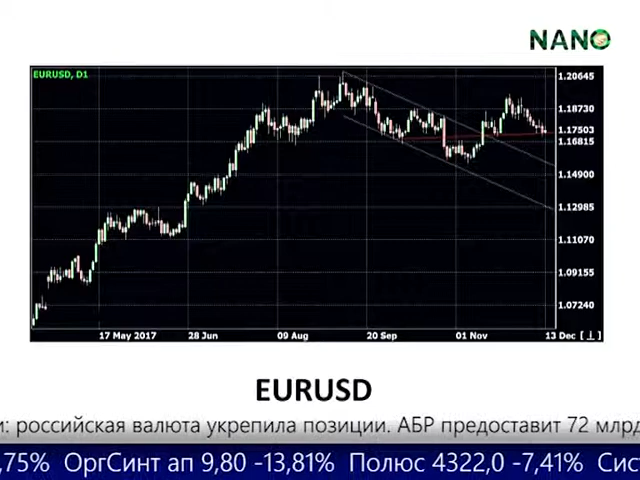 NANO
EURUSD, D1
1.20645
1.18730
1.17503
1.16815
1.14900
1.12985
1.11070
1.09155
1.07240
17 May 2017 28 Jun 09 Aug 20 Sep 01 Nov 13 Dec
EURUSD
и: российская валюта укрепила позиции. АБР предоставит 72 млрд
,75% ОргСинт ап 9,80 -13,81% Полюс 4322,0 -7,41% Сист